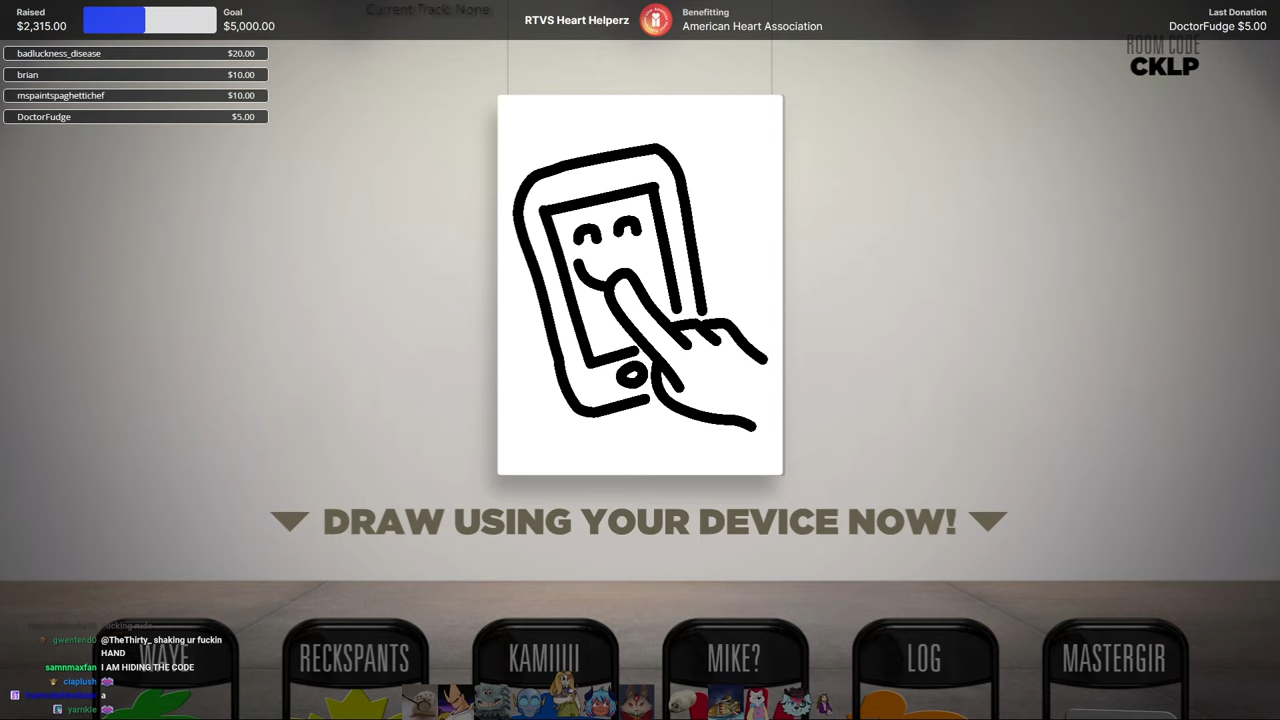 Raised
$2,315.00
Goal
$5,000.00
Current Track: None.
RTVS Heart Helperz
Benefitting
American Heart Association
Last Donation
DoctorFudge $5.00
badluckness_disease $20.00
brian $10.00
mspaintspaghettichef $10.00
DoctorFudge $5.00
ROOM CODE
CKLP
DRAW USING YOUR DEVICE NOW!
WAYE
RECKSPANTS
KAMIIIII
MIKE?
LOG
MASTERGIR
gwentend0 @TheThirty_ shaking ur fuckin
HAND
samnmaxfan I AM HIDING THE CODE
ciaplush
a
yarnkle